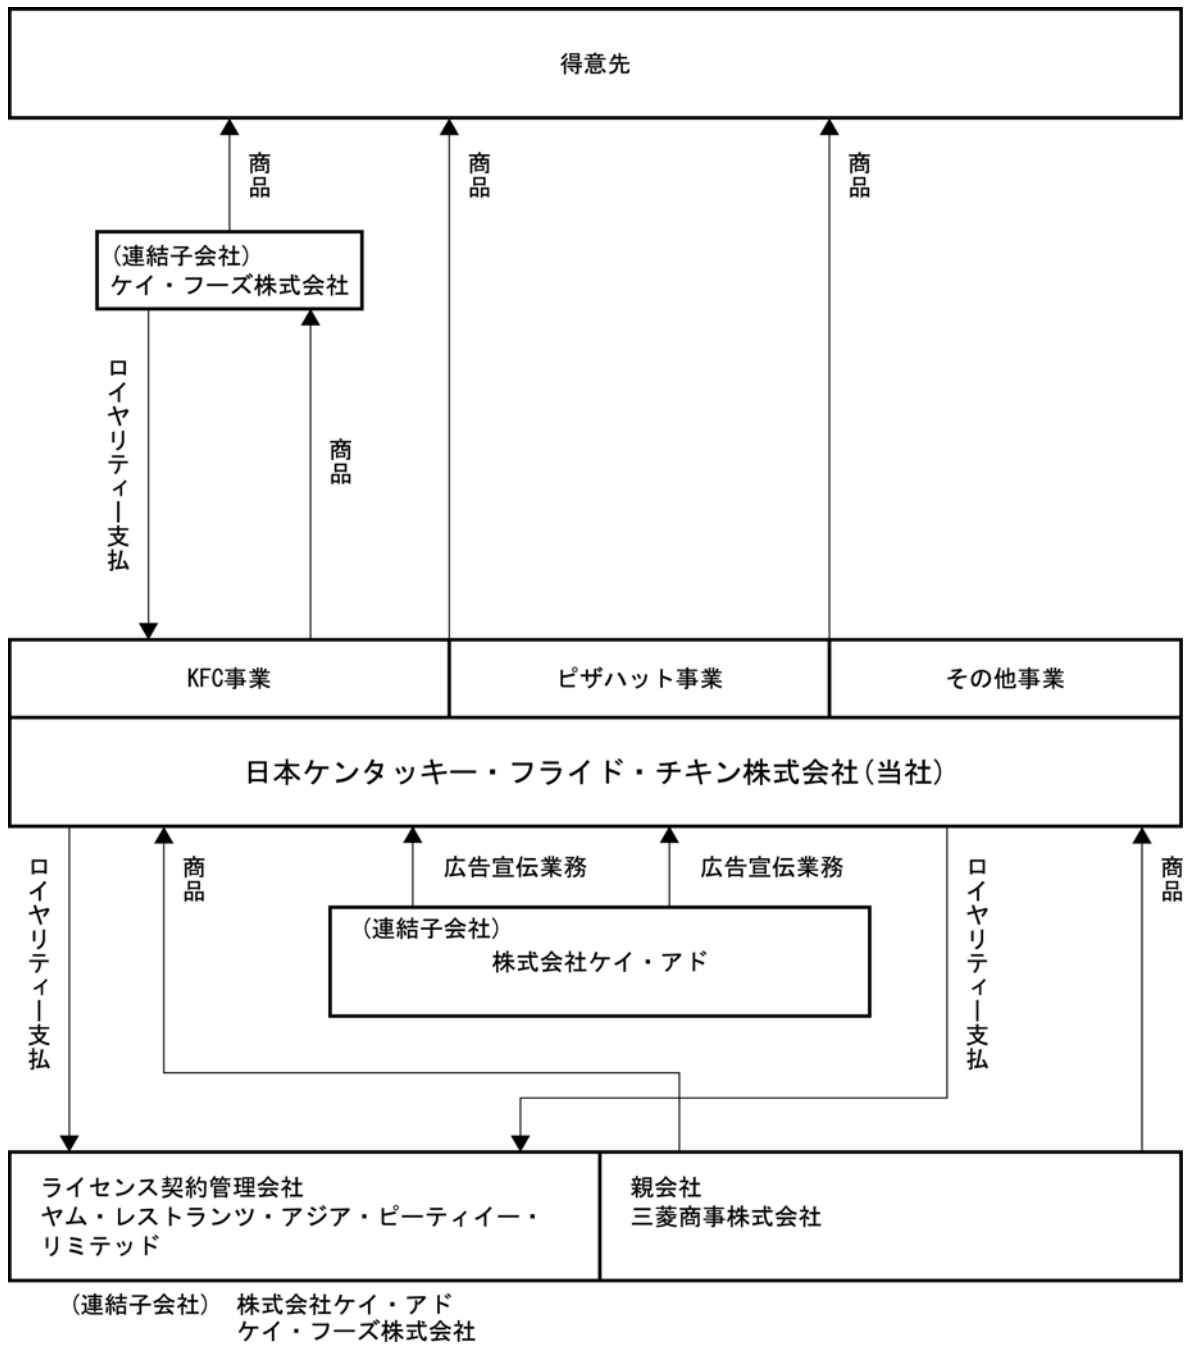 得意先
商品
商品
商品
（連結子会社）
ケイ・フーズ株式会社
ロイヤリティー支払
商品
KFC事業
ピザハット事業
その他事業
日本ケンタッキー・フライド・チキン株式会社（当社）
ロイヤリティー支払
商品
広告宣伝業務
広告宣伝業務
ロイヤリティー支払
商品
（連結子会社）
株式会社ケイ・アド
ライセンス契約管理会社
ヤム・レストランツ・アジア・ピーティイー・
リミテッド
親会社
三菱商事株式会社
（連結子会社） 株式会社ケイ・アド
ケイ・フーズ株式会社